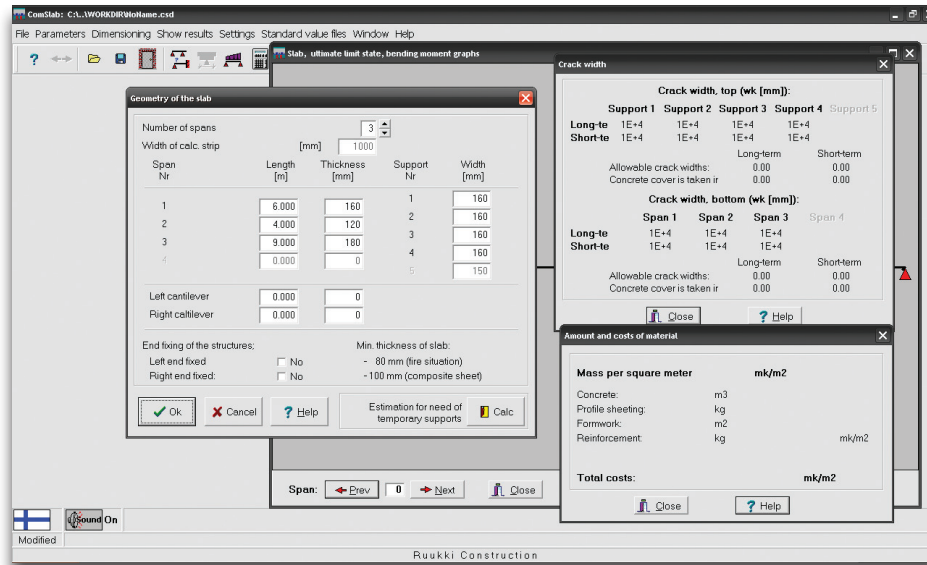 ComSlab: C:\..\WORKDIR\NoName.csd
File Parameters Dimensioning Show results Settings Standard value files Window Help
Slab, ultimate limit state, bending moment graphs
Geometry of the slab
Number of spans 3
Width of calc. strip [mm] 1000
Span Length Thickness Support Width
Nr [m] [mm] Nr [mm]
1 6.000 160 1 160
2 4.000 120 2 160
3 9.000 180 3 160
4 0.000 0 4 160
5 150
Left cantilever 0.000 0
Right caltilever 0.000 0
End fixing of the structures; Min. thickness of slab:
Left end fixed No - 80 mm (fire situation)
Right end fixed: No - 100 mm (composite sheet)
Ok Cancel ? Help Estimation for need of temporary supports Calc
Crack width
Crack width, top (wk [mm]):
Support 1 Support 2 Support 3 Support 4 Support 5
Long-te 1E+4 1E+4 1E+4 1E+4
Short-te 1E+4 1E+4 1E+4 1E+4
Long-term Short-term
Allowable crack widths: 0.00 0.00
Concrete cover is taken ir 0.00 0.00
Crack width, bottom (wk [mm]):
Span 1 Span 2 Span 3 Span 4
Long-te 1E+4 1E+4 1E+4
Short-te 1E+4 1E+4 1E+4
Long-term Short-term
Allowable crack widths: 0.00 0.00
Concrete cover is taken ir 0.00 0.00
Close ? Help
Amount and costs of material
Mass per square meter mk/m2
Concrete: m3
Profile sheeting: kg
Formwork: m2
Reinforcement: kg mk/m2
Total costs: mk/m2
Close ? Help
Span: Prev 0 Next Close
Sound On
Modified
Ruukki Construction